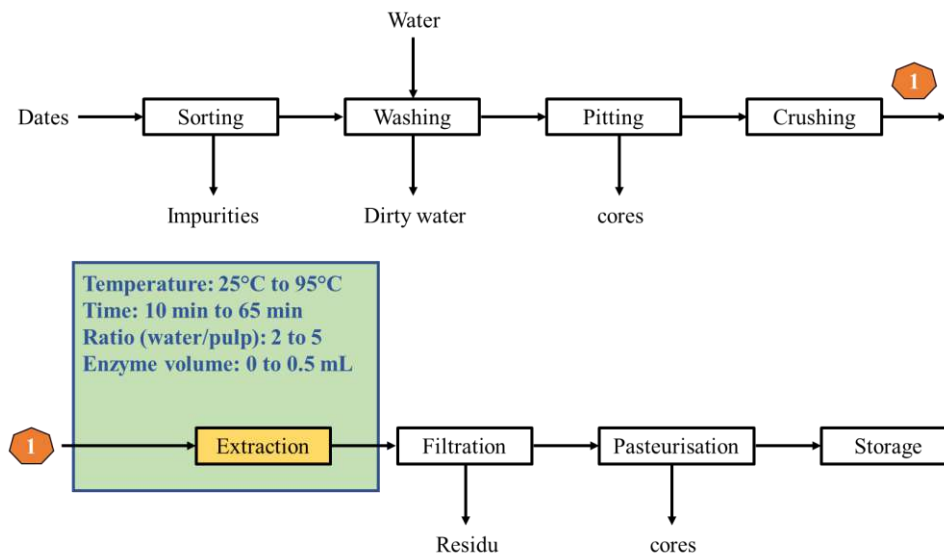 Water
1
Dates
Sorting
Washing
Pitting
Crushing
Impurities
Dirty water
cores
Temperature: 25°C to 95°C
Time: 10 min to 65 min
Ratio (water/pulp): 2 to 5
Enzyme volume: 0 to 0.5 mL
1
Extraction
Filtration
Pasteurisation
Storage
Residu
cores